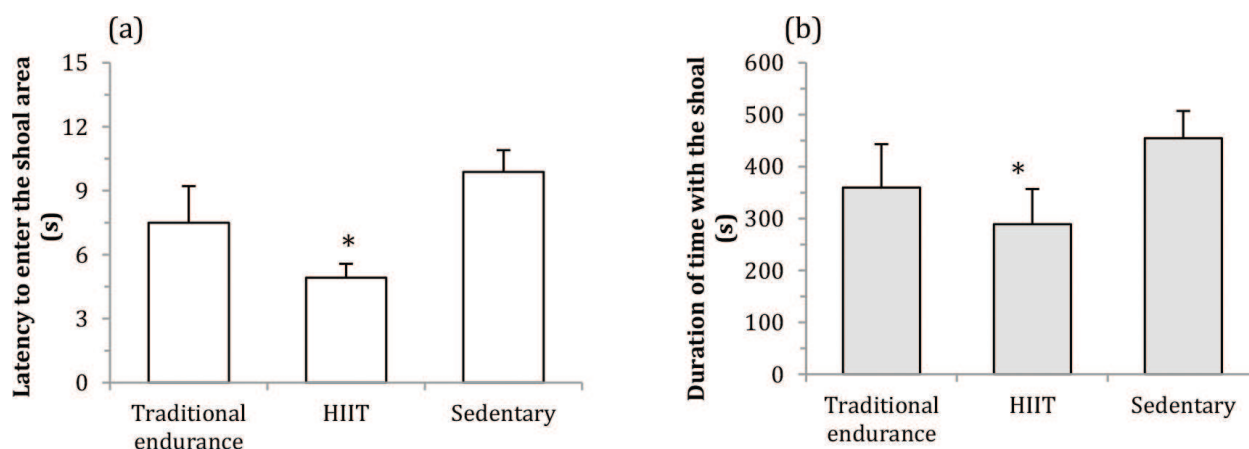 (a)
Latency to enter the shoal area
(s)
15
12
9
6
3
0
*
Traditional
endurance
HIIT
Sedentary
(b)
Duration of time with the shoal
(s)
600
500
400
300
200
100
0
*
Traditional
endurance
HIIT
Sedentary